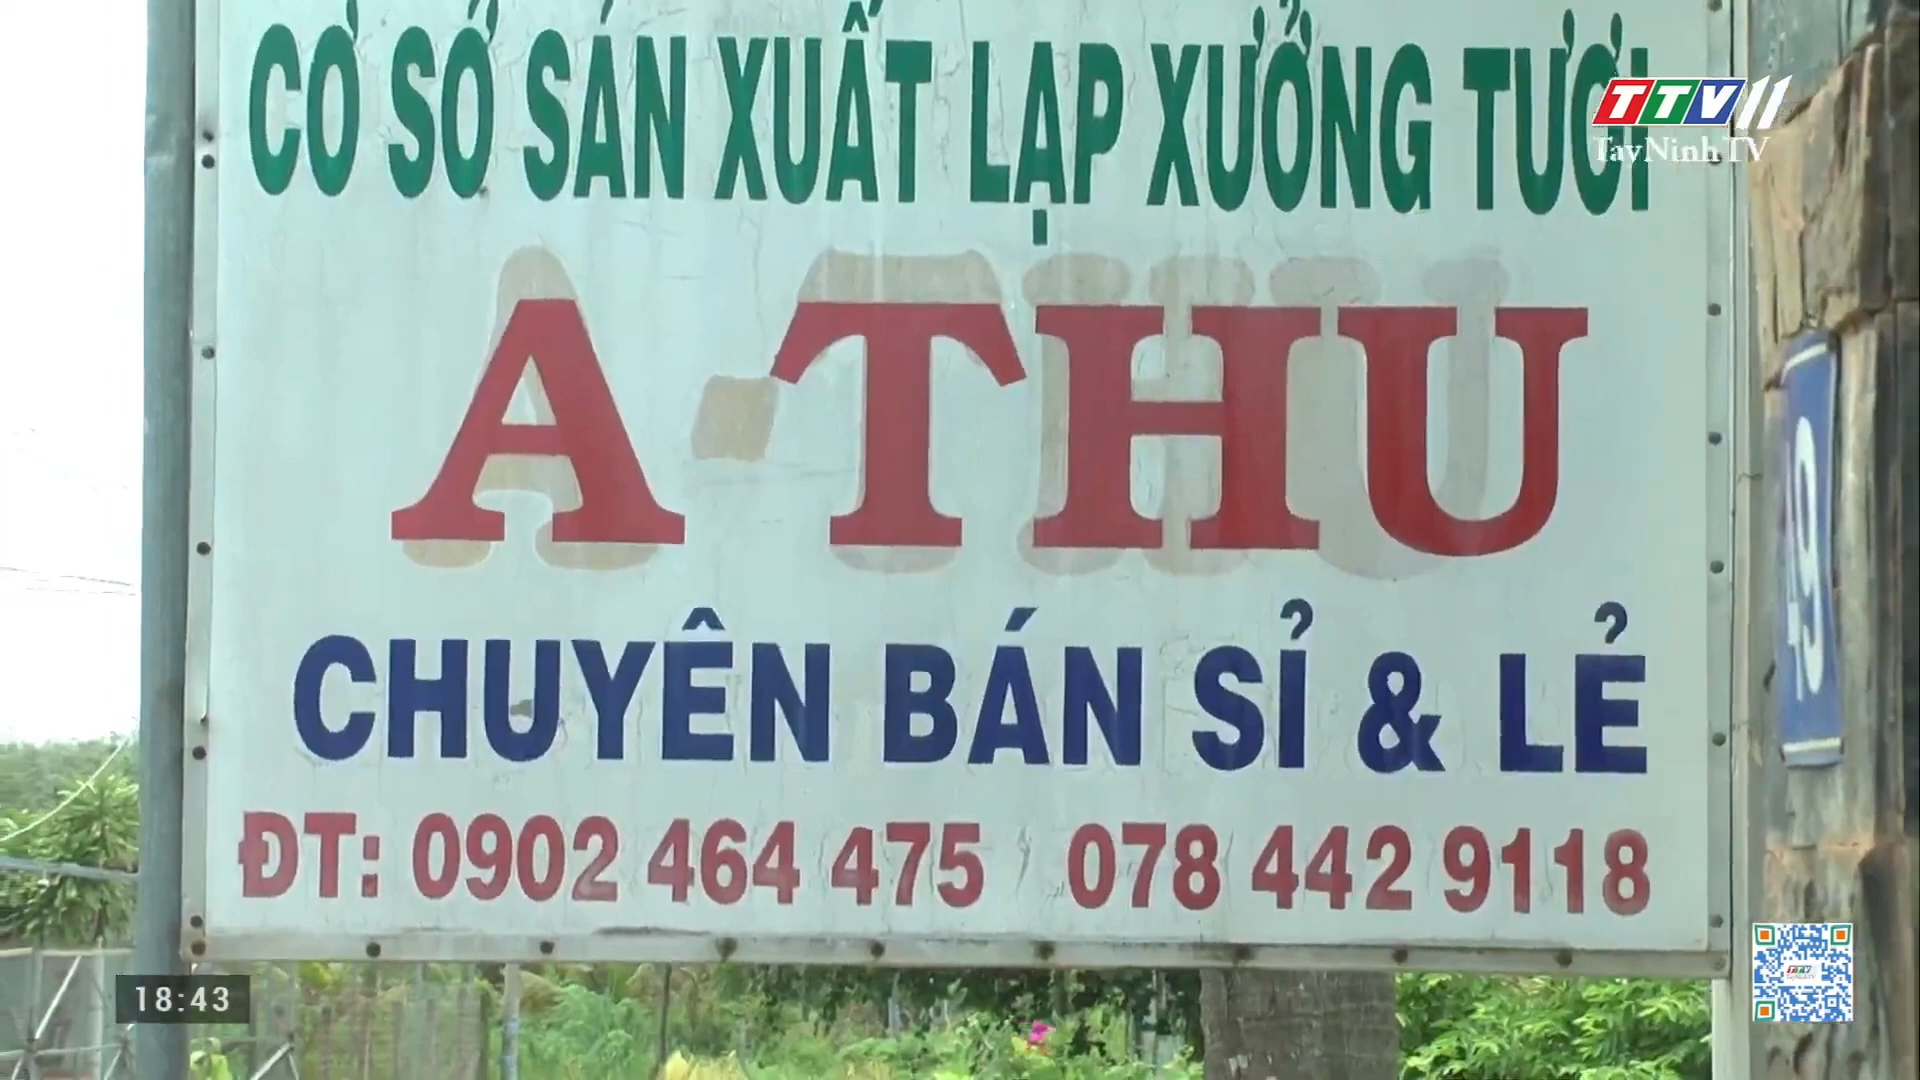 CƠ SỞ SẢN XUẤT LẠP XƯỞNG TƯƠI
TTV11
TayNinhTV
A THU
49
CHUYÊN BÁN SỈ & LẺ
ĐT: 0902 464 475 078 442 9118
18:43